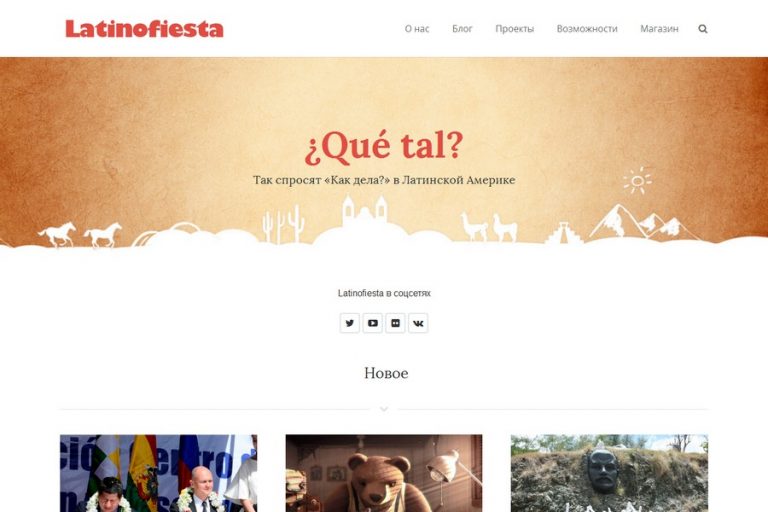 Latinofiesta
О нас Блог Проекты Возможности Магазин
¿Qué tal?
Так спросят «Как дела?» в Латинской Америке
Latinofiesta в соцсетях
Новое